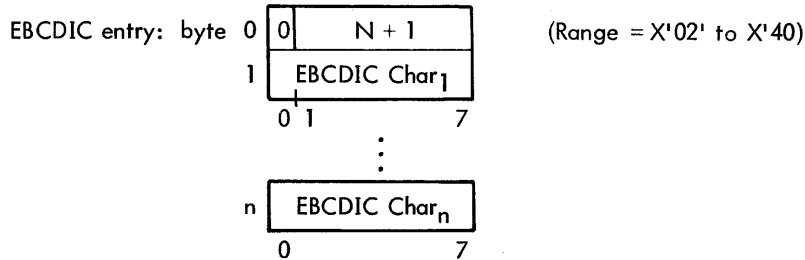 EBCDIC entry: byte 0 0 N + 1 (Range = X'02' to X'40)
1 EBCDIC Char1
0 1 7
n EBCDIC Charn
0 7